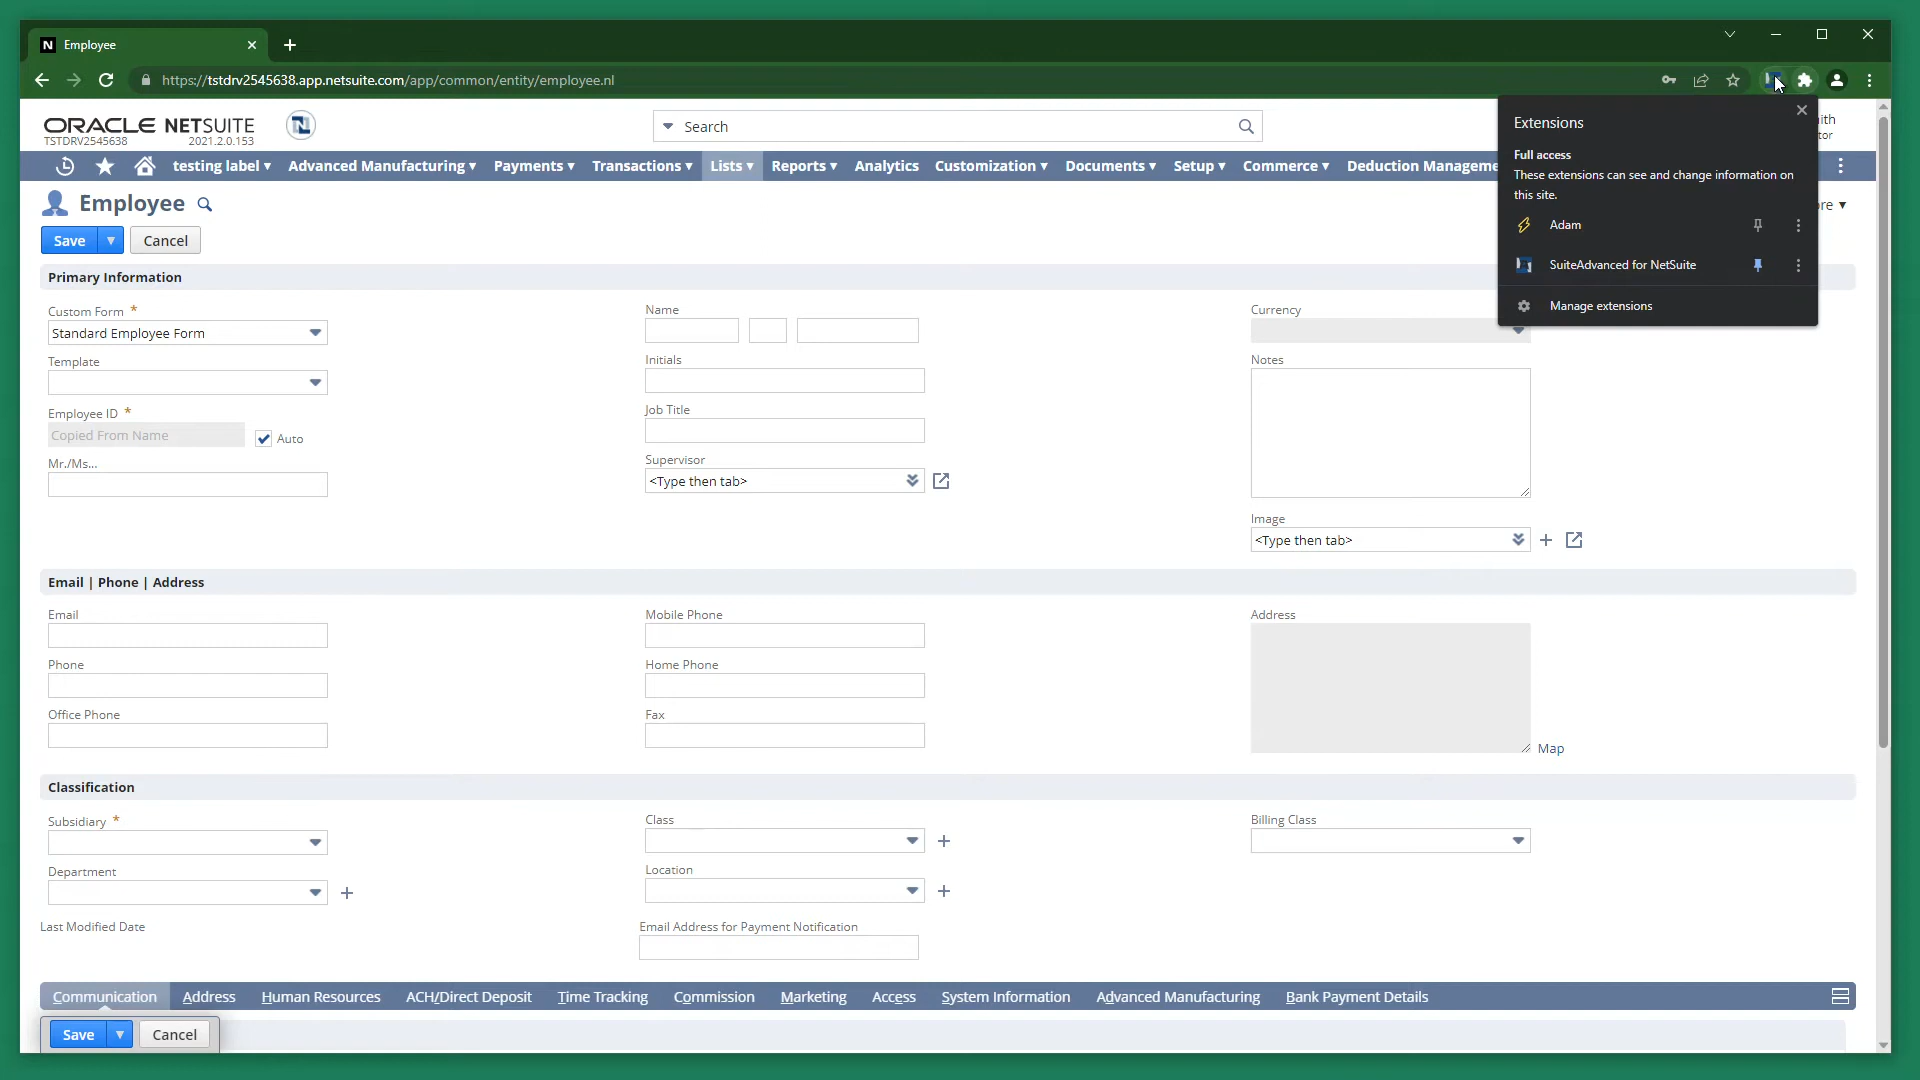 N Employee
https://tstdrv2545638.app.netsuite.com/app/common/entity/employee.nl
ORACLE NETSUITE
TSTDRV2545638 2021.2.0.153
N
Search
testing label Advanced Manufacturing Payments Transactions Lists Reports Analytics Customization Documents Setup Commerce Deduction Manageme
Employee
Save Cancel
Extensions
Full access
These extensions can see and change information on
this site.
Adam
SuiteAdvanced for NetSuite
Manage extensions
Primary Information
Custom Form *
Standard Employee Form
Template
Employee ID *
Copied From Name Auto
Mr./Ms...
Name
Initials
Job Title
Supervisor
<Type then tab>
Currency
Notes
Image
<Type then tab>
Email | Phone | Address
Email
Phone
Office Phone
Mobile Phone
Home Phone
Fax
Address
Map
Classification
Subsidiary *
Department
Last Modified Date
Class
Location
Email Address for Payment Notification
Billing Class
Communication Address Human Resources ACH/Direct Deposit Time Tracking Commission Marketing Access System Information Advanced Manufacturing Bank Payment Details
Save Cancel